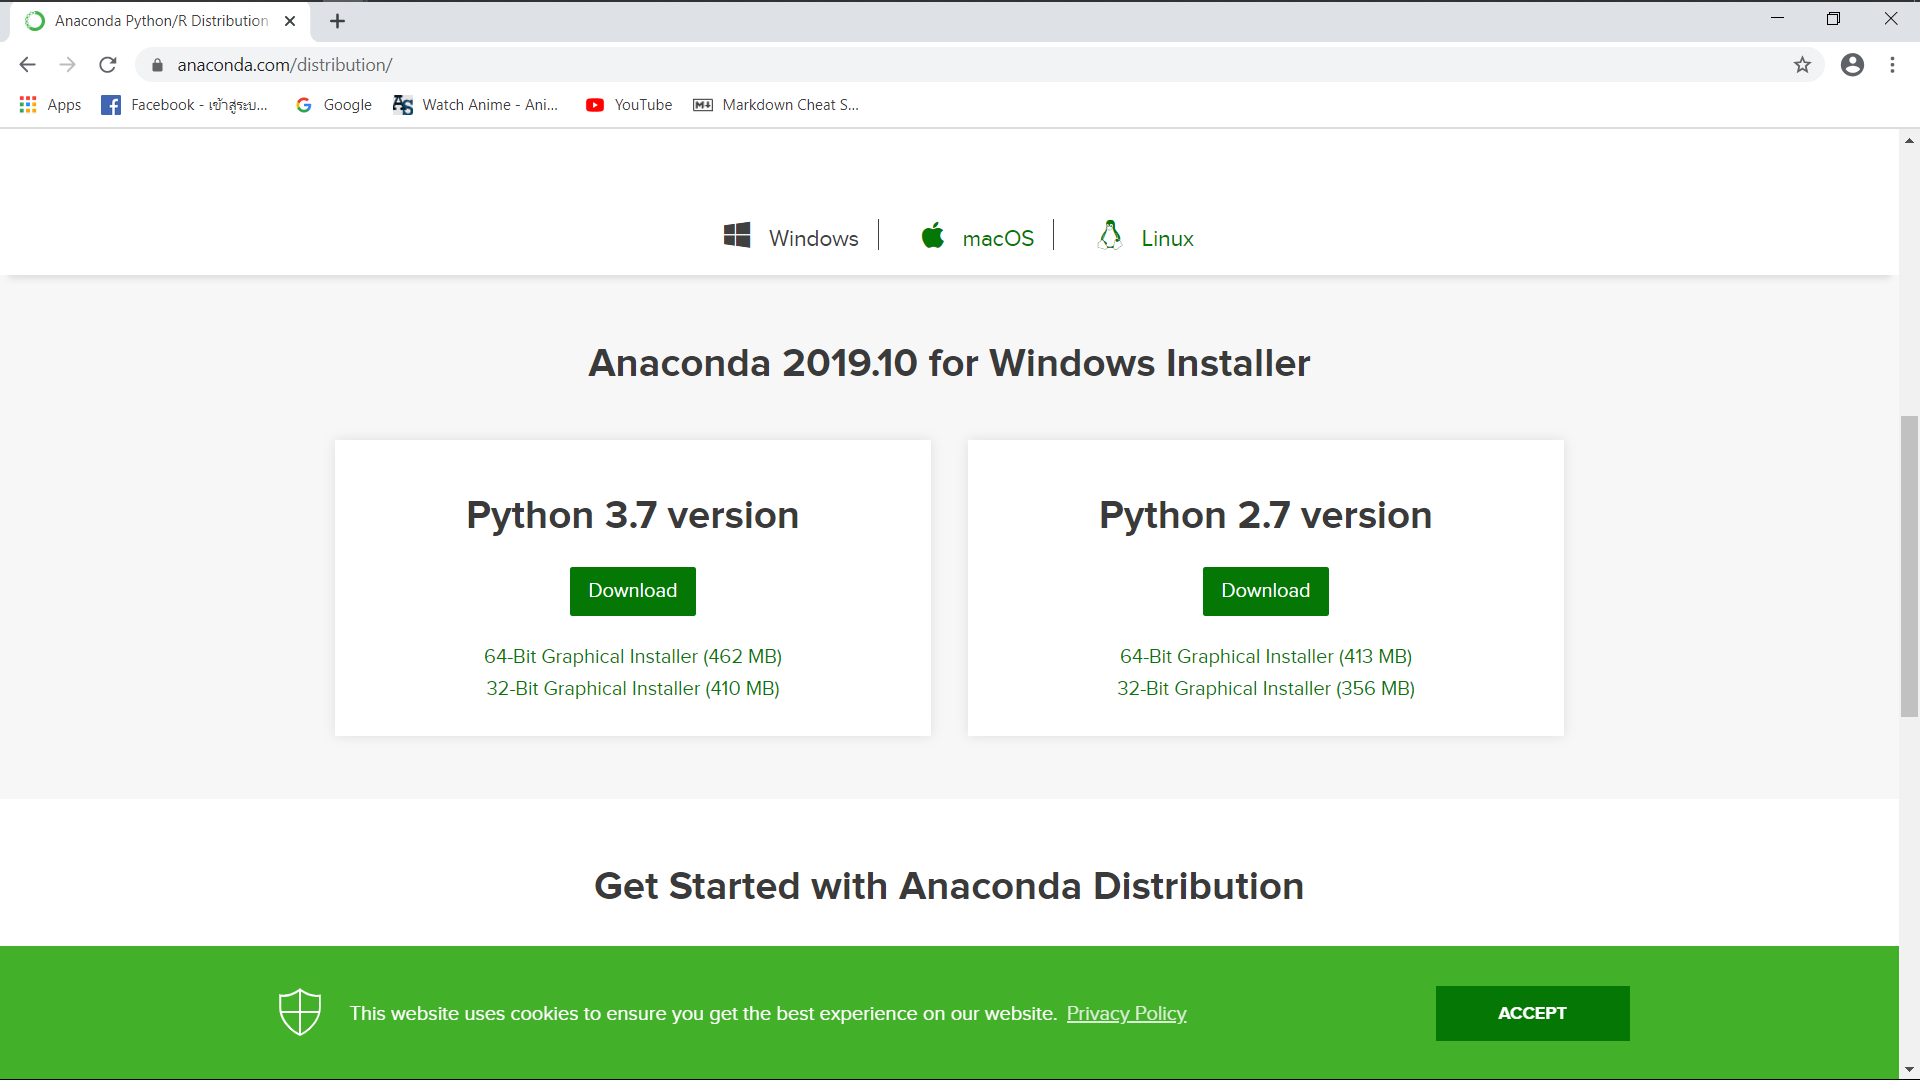 Anaconda Python/R Distribution
anaconda.com/distribution/
Apps Facebook - เข้าสู่ระบ... Google Watch Anime - Ani... YouTube Markdown Cheat S...
Windows macOS Linux
Anaconda 2019.10 for Windows Installer
Python 3.7 version
Download
64-Bit Graphical Installer (462 MB)
32-Bit Graphical Installer (410 MB)
Python 2.7 version
Download
64-Bit Graphical Installer (413 MB)
32-Bit Graphical Installer (356 MB)
Get Started with Anaconda Distribution
This website uses cookies to ensure you get the best experience on our website. Privacy Policy
ACCEPT